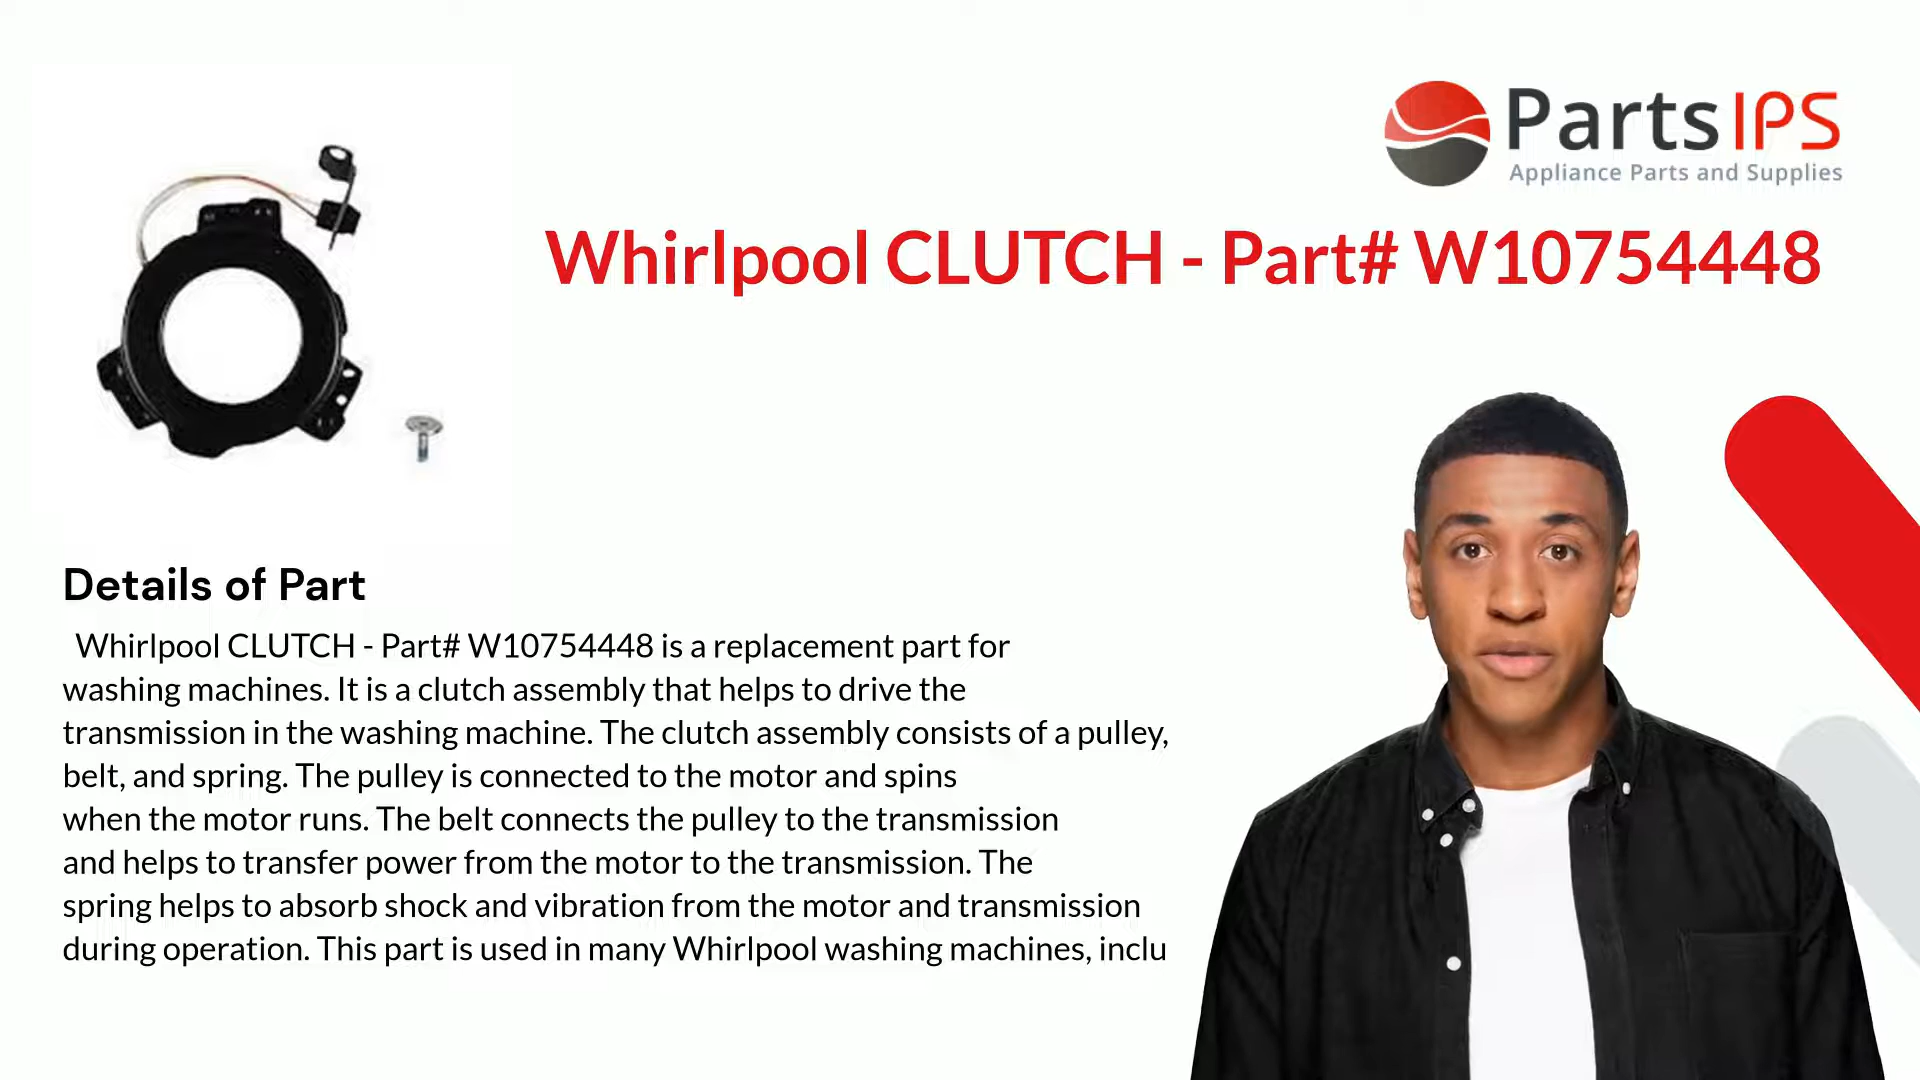 Parts IPS
Appliance Parts and Supplies
Whirlpool CLUTCH - Part# W10754448
Details of Part
Whirlpool CLUTCH - Part# W10754448 is a replacement part for
washing machines. It is a clutch assembly that helps to drive the
transmission in the washing machine. The clutch assembly consists of a pulley,
belt, and spring. The pulley is connected to the motor and spins
when the motor runs. The belt connects the pulley to the transmission
and helps to transfer power from the motor to the transmission. The
spring helps to absorb shock and vibration from the motor and transmission
during operation. This part is used in many Whirlpool washing machines, inclu